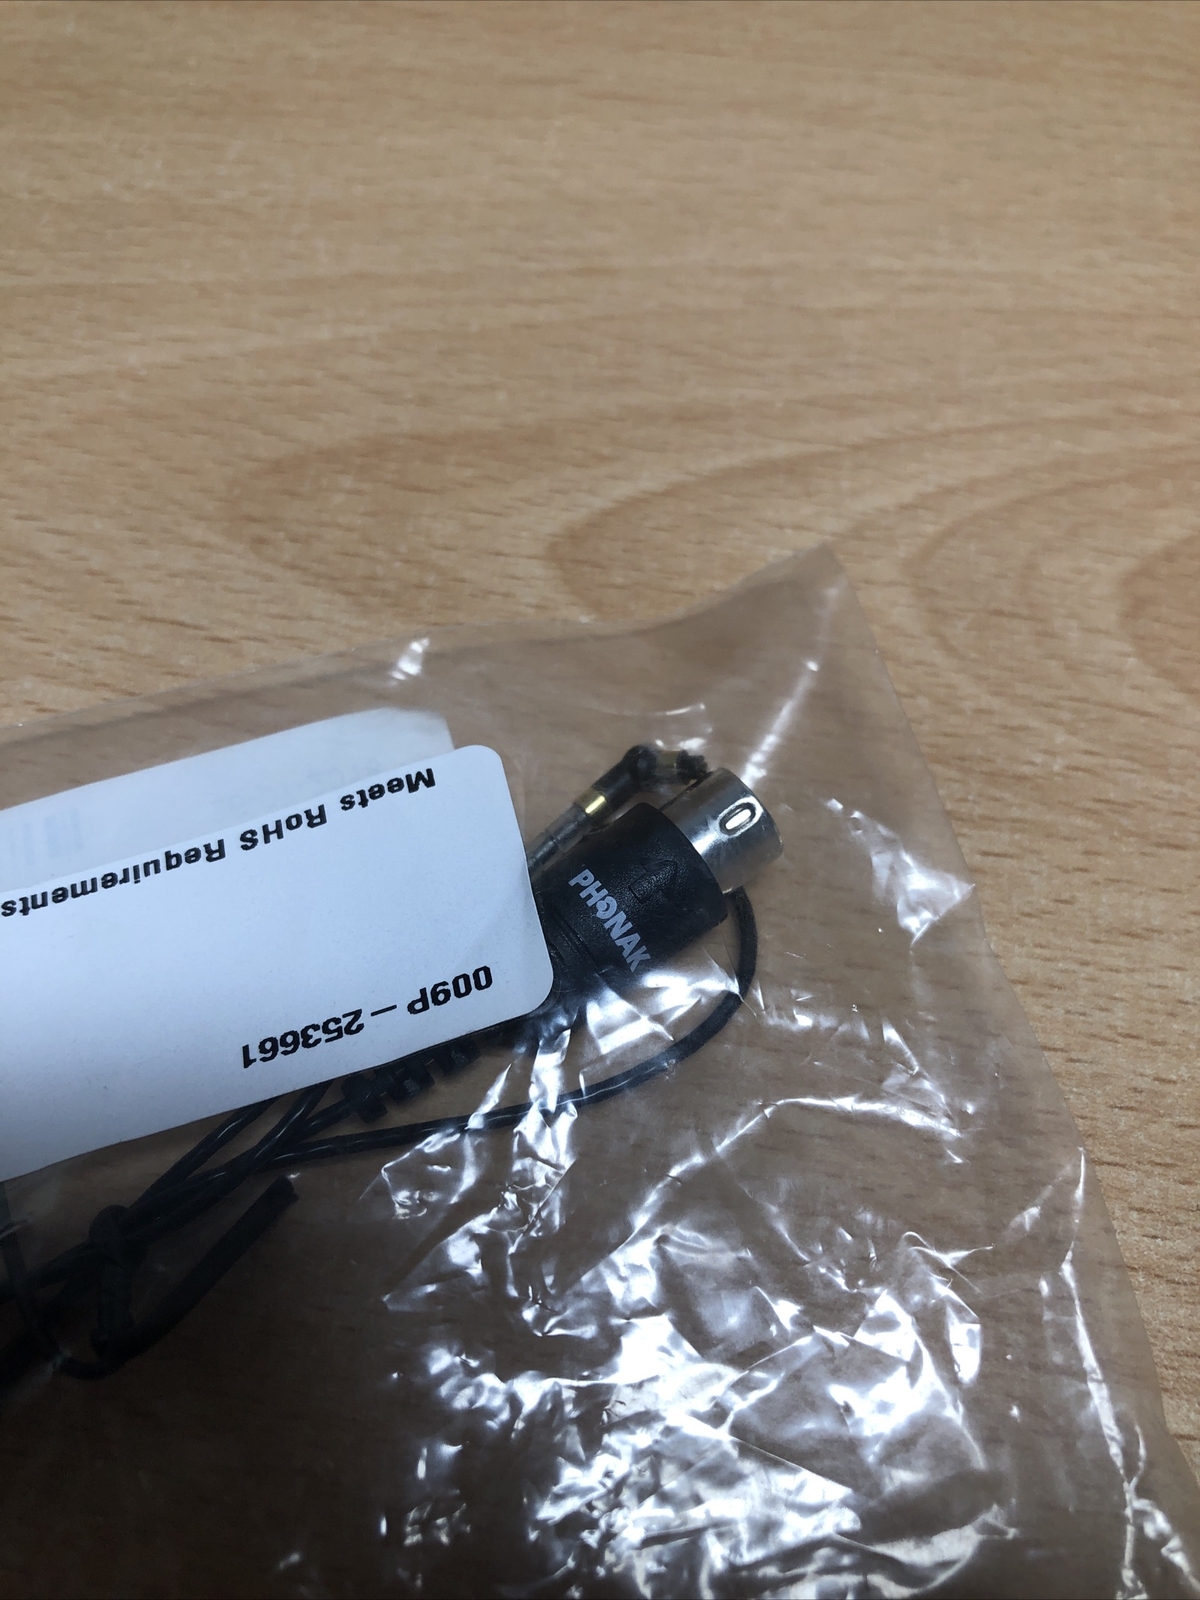 Meets RoHS Requirements
009P – 253661
PHONAK